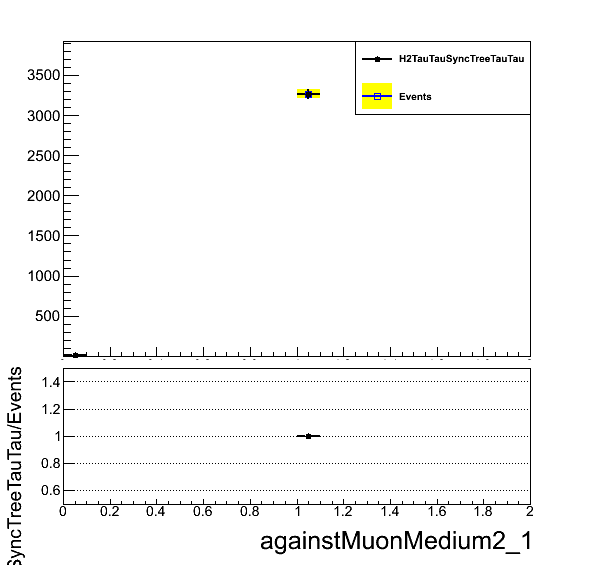 3500
3000
2500
2000
1500
1000
500
H2TauTauSyncTreeTauTau
Events
SyncTreeTauTau/Events
1.4
1.2
1
0.8
0.6
0 0.2 0.4 0.6 0.8 1 1.2 1.4 1.6 1.8 2
againstMuonMedium2_1